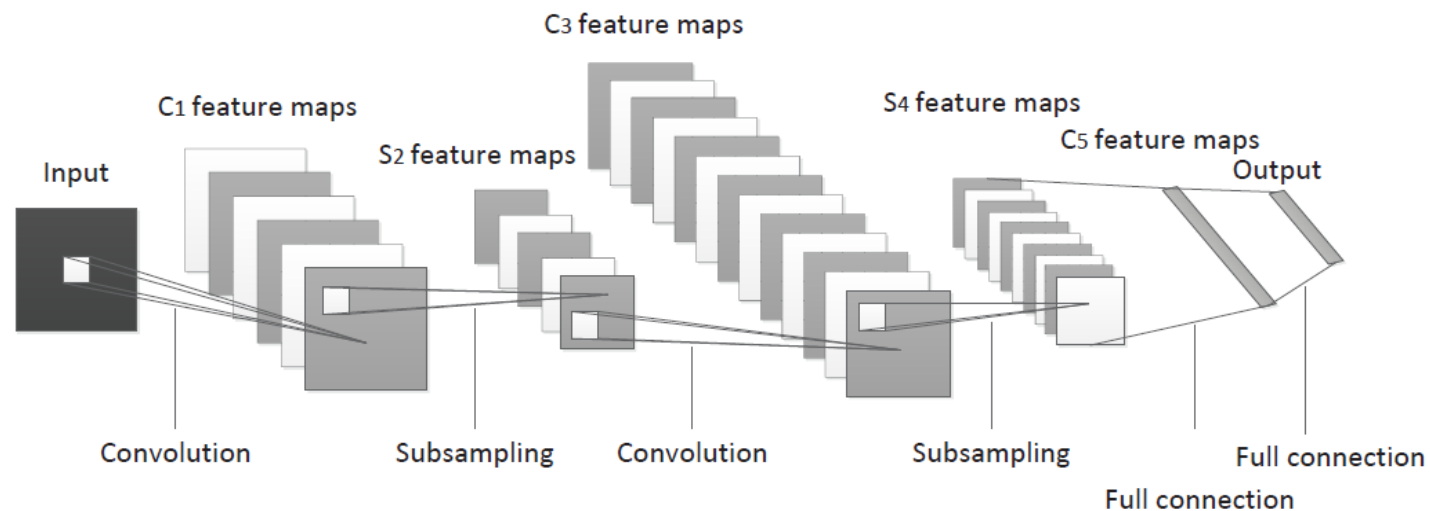 C3 feature maps
C1 feature maps
S4 feature maps
S2 feature maps
C5 feature maps
Input
Output
Convolution
Subsampling
Convolution
Subsampling
Full connection
Full connection